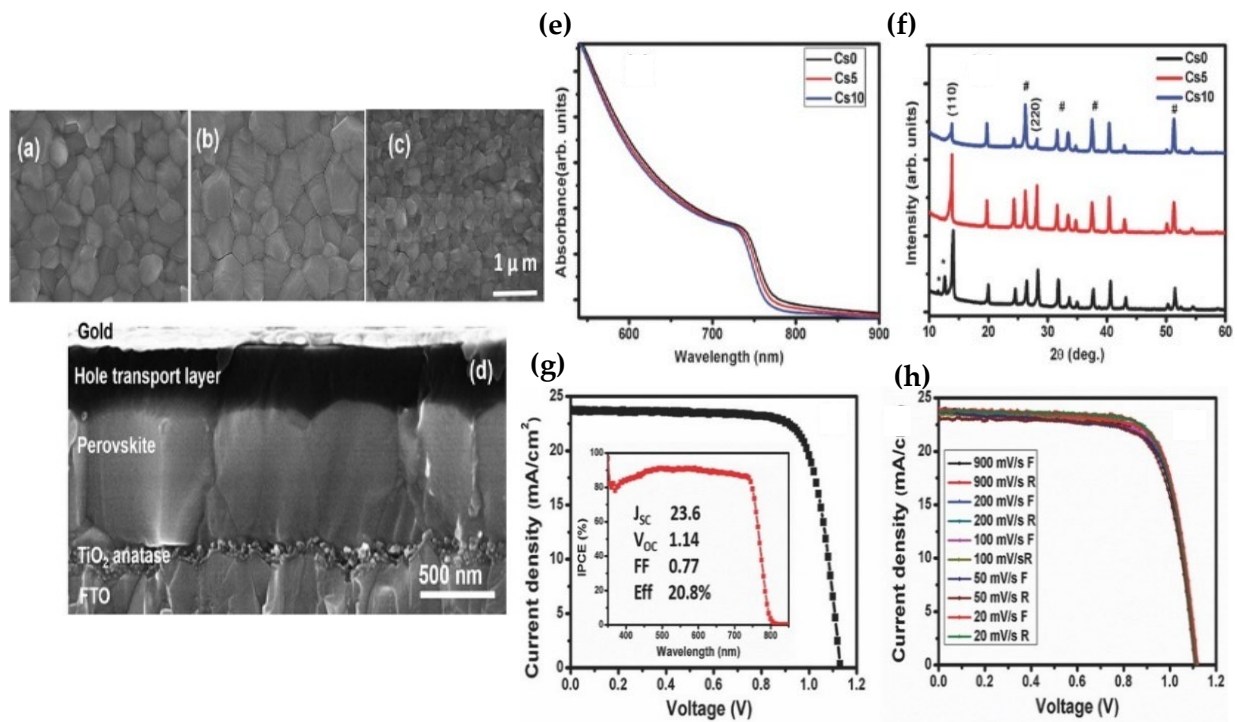 (a)
(b)
(c)
1 μ m
Gold
Hole transport layer
(d)
Perovskite
TiO2 anatase
500 nm
FTO
(e)
Absorbance(arb. units)
Cs0
Cs5
Cs10
600 700 800 900
Wavelength (nm)
(f)
Intensity (arb. units)
Cs0
Cs5
Cs10
(110)
#
(220)
#
#
#
*
*
10 20 30 40 50 60
2θ (deg.)
(g)
Current density (mA/cm²)
25
20
15
10
5
0
0.0 0.2 0.4 0.6 0.8 1.0 1.2
Voltage (V)
IPCE (%)
100
80
60
40
20
0
JSC 23.6
VOC 1.14
FF 0.77
Eff 20.8%
400 500 600 700 800
Wavelength (nm)
(h)
Current density (mA/c
25
20
15
10
5
0
900 mV/s F
900 mV/s R
200 mV/s F
200 mV/s R
100 mV/s F
100 mV/sR
50 mV/s F
50 mV/s R
20 mV/s F
20 mV/s R
0.0 0.2 0.4 0.6 0.8 1.0 1.2
Voltage (V)